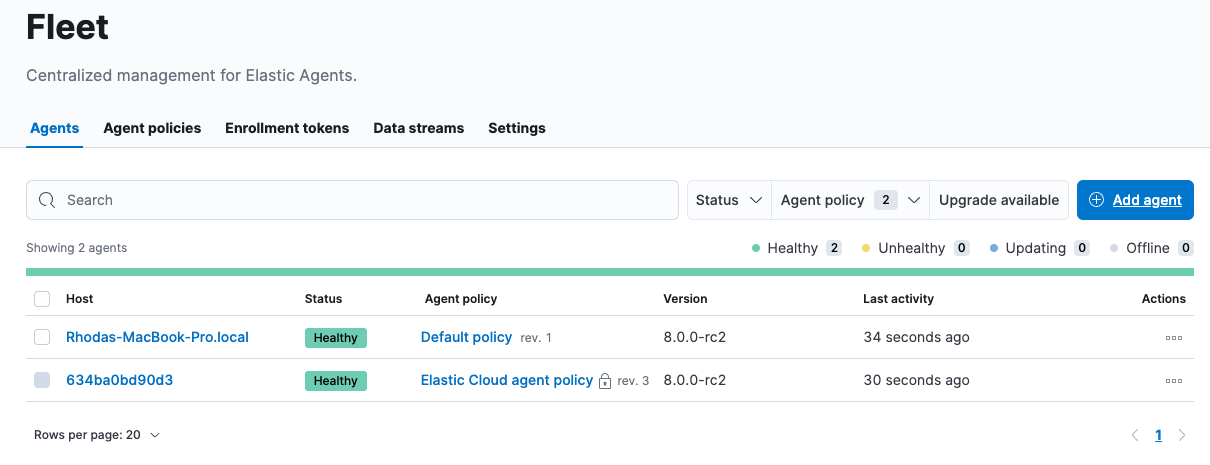 Fleet
Centralized management for Elastic Agents.
Agents Agent policies Enrollment tokens Data streams Settings
Search Status Agent policy 2 Upgrade available Add agent
Showing 2 agents Healthy 2 Unhealthy 0 Updating 0 Offline 0
Host Status Agent policy Version Last activity Actions
Rhodas-MacBook-Pro.local Healthy Default policy rev. 1 8.0.0-rc2 34 seconds ago
634ba0bd90d3 Healthy Elastic Cloud agent policy rev. 3 8.0.0-rc2 30 seconds ago
Rows per page: 20 1